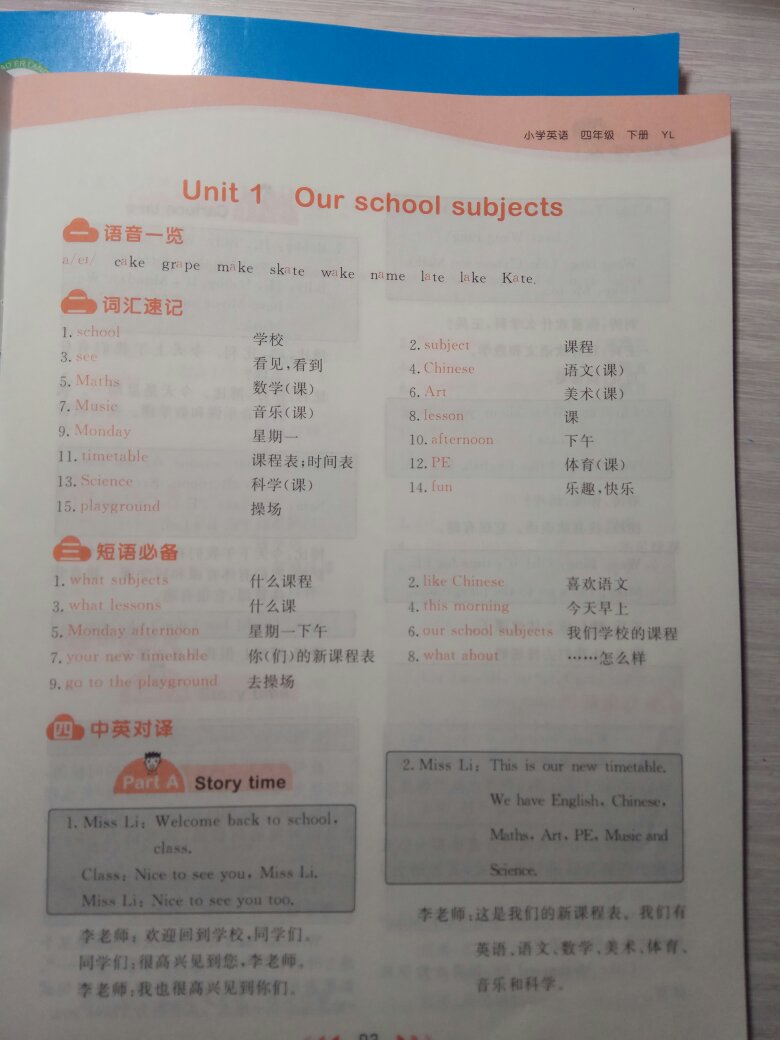 小学英语 四年级 下册 YL
Unit 1 Our school subjects
一 语音一览
a/eɪ/ cake grape make skate wake name late lake Kate.
二 词汇速记
1. school 学校
2. subject 课程
3. see 看见,看到
4. Chinese 语文(课)
5. Maths 数学(课)
6. Art 美术(课)
7. Music 音乐(课)
8. lesson 课
9. Monday 星期一
10. afternoon 下午
11. timetable 课程表;时间表
12. PE 体育(课)
13. Science 科学(课)
14. fun 乐趣,快乐
15. playground 操场
三 短语必备
1. what subjects 什么课程
2. like Chinese 喜欢语文
3. what lessons 什么课
4. this morning 今天早上
5. Monday afternoon 星期一下午
6. our school subjects 我们学校的课程
7. your new timetable 你(们)的新课程表
8. what about ……怎么样
9. go to the playground 去操场
四 中英对译
Part A Story time
1. Miss Li: Welcome back to school,
class.
Class: Nice to see you, Miss Li.
Miss Li: Nice to see you too.
李老师:欢迎回到学校,同学们。
同学们:很高兴见到您,李老师。
李老师:我也很高兴见到你们。
2. Miss Li: This is our new timetable.
We have English, Chinese,
Maths, Art, PE, Music and
Science.
李老师:这是我们的新课程表。我们有
英语、语文、数学、美术、体育、
音乐和科学。